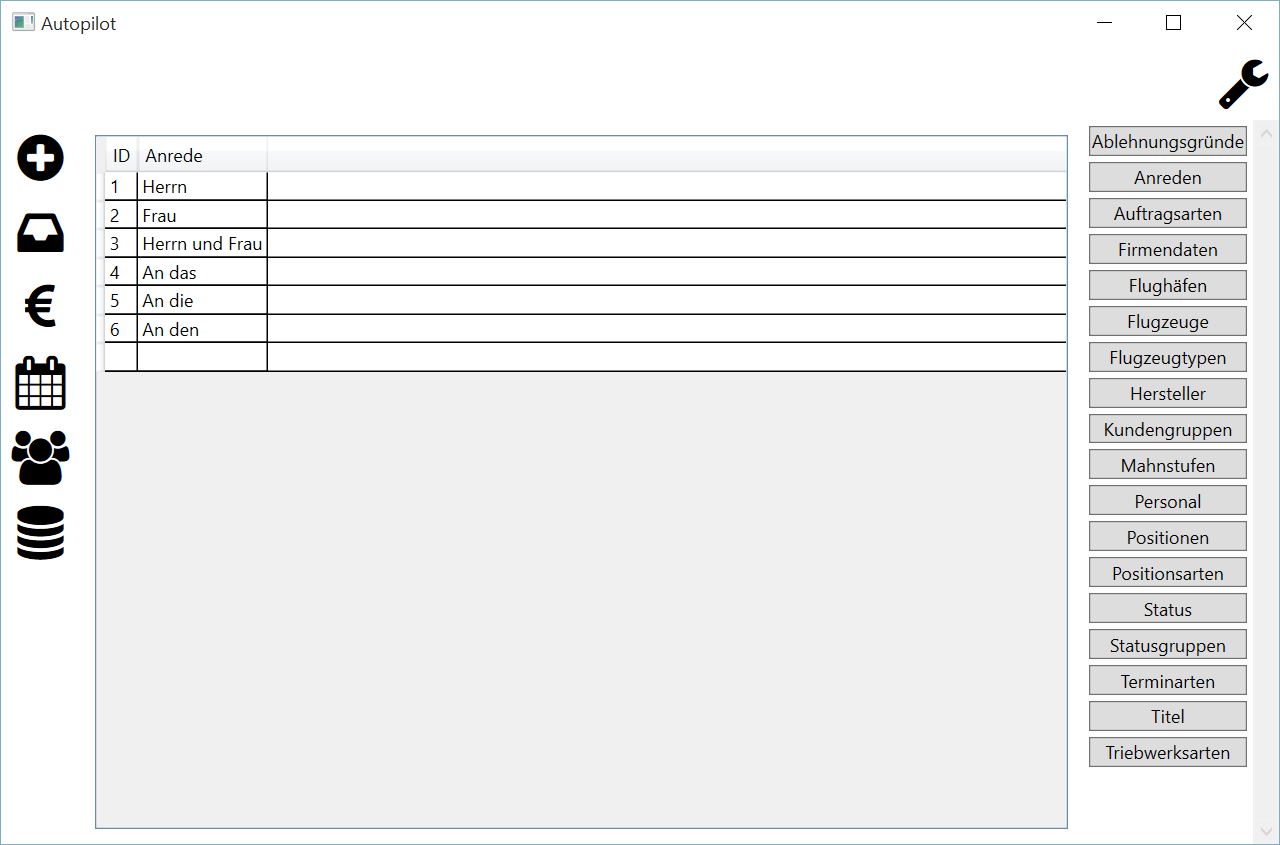 Autopilot
ID Anrede
1 Herrn
2 Frau
3 Herrn und Frau
4 An das
5 An die
6 An den
Ablehnungsgründe
Anreden
Auftragsarten
Firmendaten
Flughäfen
Flugzeuge
Flugzeugtypen
Hersteller
Kundengruppen
Mahnstufen
Personal
Positionen
Positionsarten
Status
Statusgruppen
Terminarten
Titel
Triebwerksarten